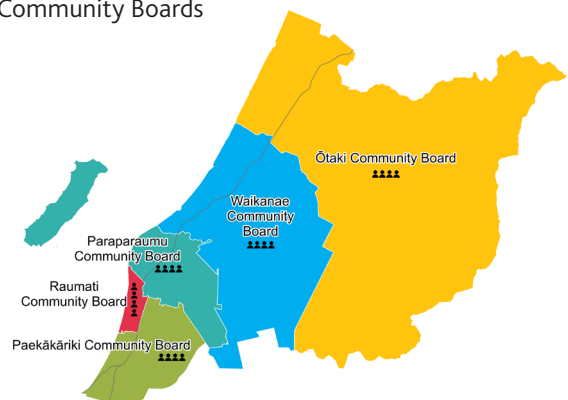 Community Boards
Ōtaki Community Board
Waikanae
Community
Board
Paraparaumu
Community Board
Raumati
Community Board
Paekākāriki Community Board